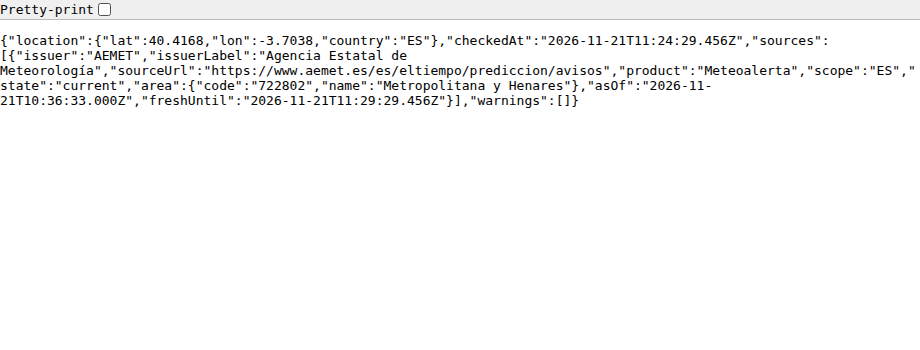 Pretty-print
{"location":{"lat":40.4168,"lon":-3.7038,"country":"ES"},"checkedAt":"2026-11-21T11:24:29.456Z","sources":
[{"issuer":"AEMET","issuerLabel":"Agencia Estatal de
Meteorología","sourceUrl":"https://www.aemet.es/es/eltiempo/prediccion/avisos","product":"Meteoalerta","scope":"ES","
state":"current","area":{"code":"722802","name":"Metropolitana y Henares"},"asOf":"2026-11-
21T10:36:33.000Z","freshUntil":"2026-11-21T11:29:29.456Z"}],"warnings":[]}